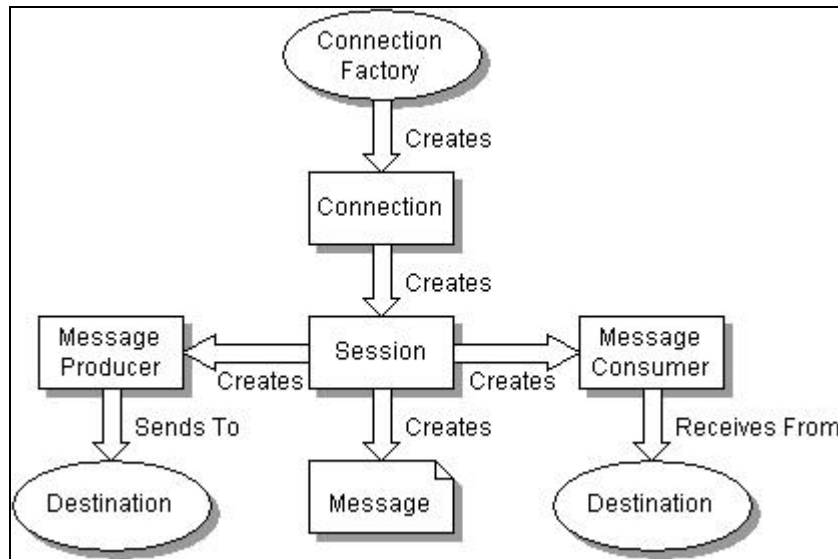 Connection
Factory
Creates
Connection
Creates
Message
Producer
Session
Message
Consumer
Creates
Creates
Sends To
Creates
Receives From
Destination
Message
Destination